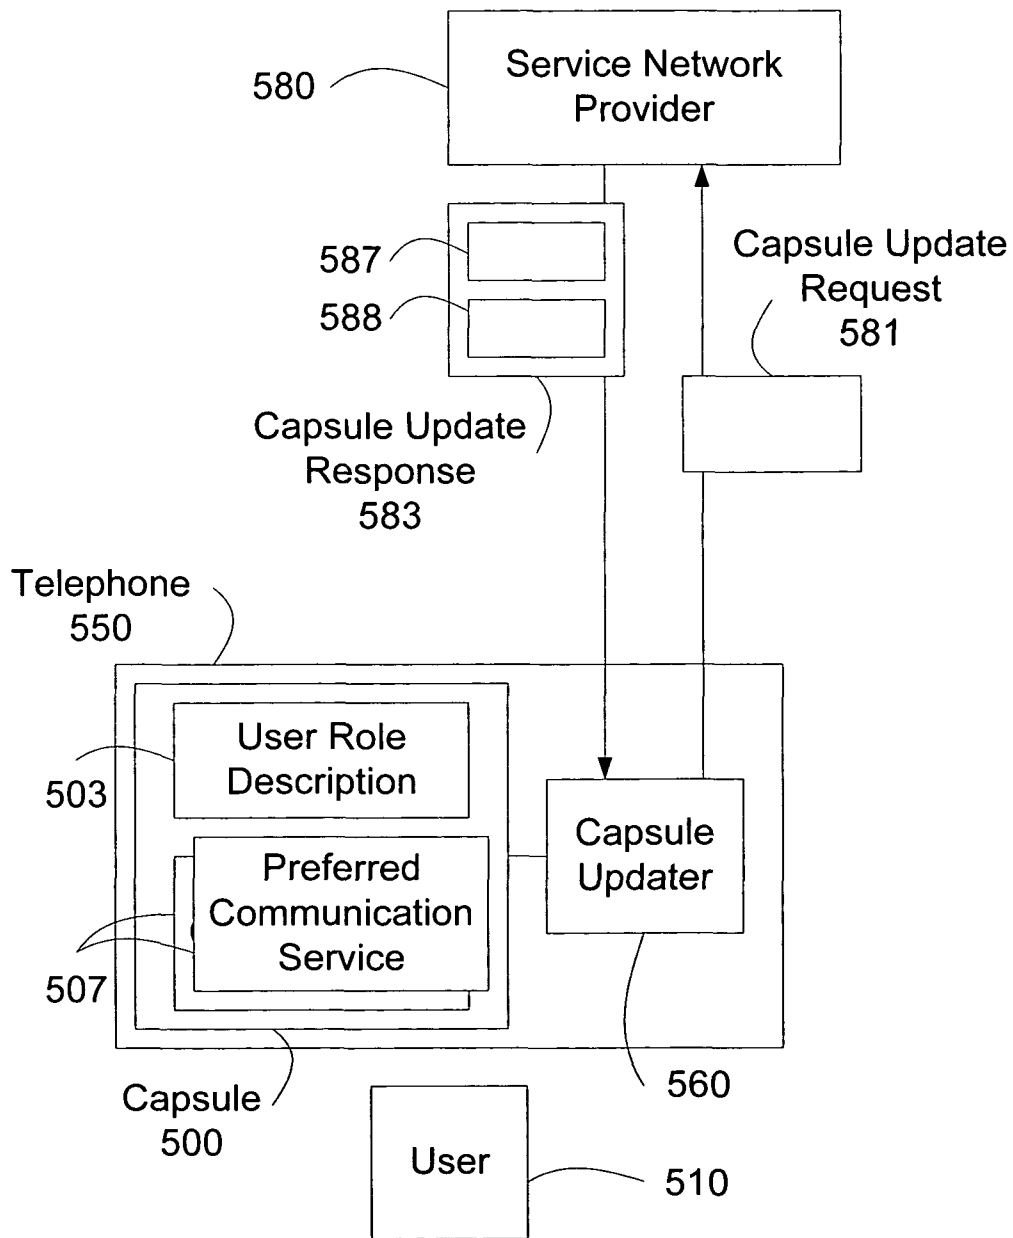 Service Network
Provider
580
587
588
Capsule Update
Request
581
Capsule Update
Response
583
Telephone
550
User Role
Description
503
Preferred
Communication
Service
507
Capsule
Updater
560
Capsule
500
User
510